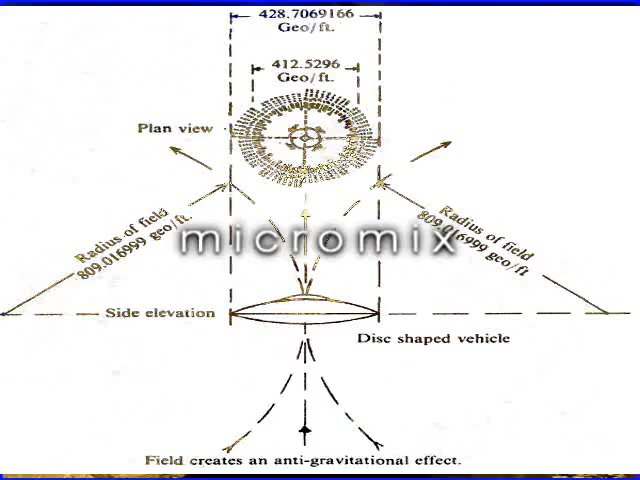 428.7069166
Geo/ft.
412.5296
Geo/ft.
Plan view
Radius of field
809.016999 geo/ft.
Radius of field
809.016999 geo/ft
micromix
Side elevation
Disc shaped vehicle
Field creates an anti-gravitational effect.